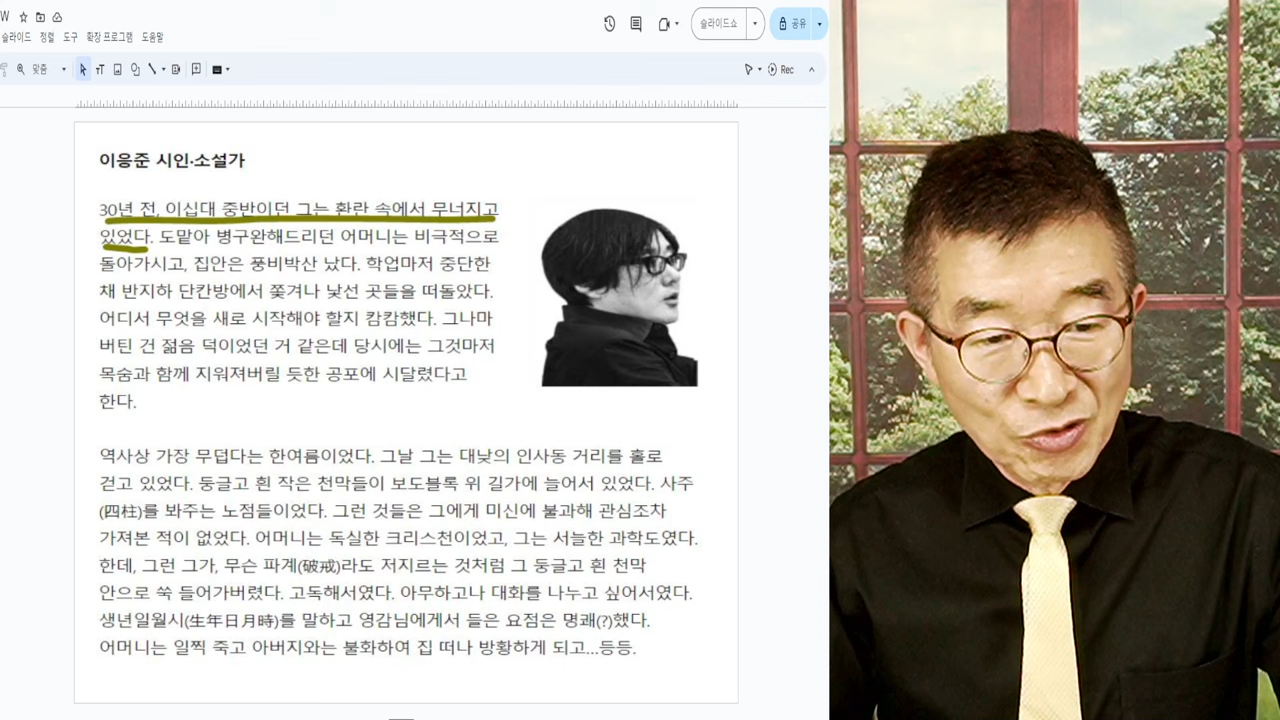 W
슬라이드 정렬 도구 확장 프로그램 도움말
슬라이드쇼
공유
맞춤
Rec
이응준 시인·소설가
30년 전, 이십대 중반이던 그는 환란 속에서 무너지고
있었다. 도맡아 병구완해드리던 어머니는 비극적으로
돌아가시고, 집안은 풍비박산 났다. 학업마저 중단한
채 반지하 단칸방에서 쫓겨나 낯선 곳들을 떠돌았다.
어디서 무엇을 새로 시작해야 할지 캄캄했다. 그나마
버틴 건 젊음 덕이었던 거 같은데 당시에는 그것마저
목숨과 함께 지워져버릴 듯한 공포에 시달렸다고
한다.
역사상 가장 무덥다는 한여름이었다. 그날 그는 대낮의 인사동 거리를 홀로
걷고 있었다. 둥글고 흰 작은 천막들이 보도블록 위 길가에 늘어서 있었다. 사주
(四柱)를 봐주는 노점들이었다. 그런 것들은 그에게 미신에 불과해 관심조차
가져본 적이 없었다. 어머니는 독실한 크리스천이었고, 그는 서늘한 과학도였다.
한데, 그런 그가, 무슨 파계(破戒)라도 저지르는 것처럼 그 둥글고 흰 천막
안으로 쑥 들어가버렸다. 고독해서였다. 아무하고나 대화를 나누고 싶어서였다.
생년일월시(生年日月時)를 말하고 영감님에게서 들은 요점은 명쾌(?)했다.
어머니는 일찍 죽고 아버지와는 불화하여 집 떠나 방황하게 되고...등등.